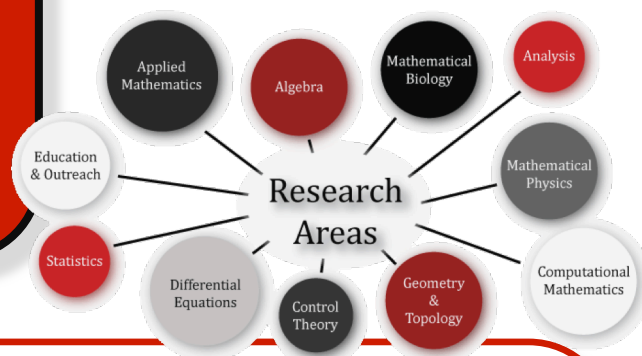 Applied
Mathematics
Algebra
Mathematical
Biology
Analysis
Education
& Outreach
Research
Areas
Mathematical
Physics
Statistics
Differential
Equations
Control
Theory
Geometry
&
Topology
Computational
Mathematics